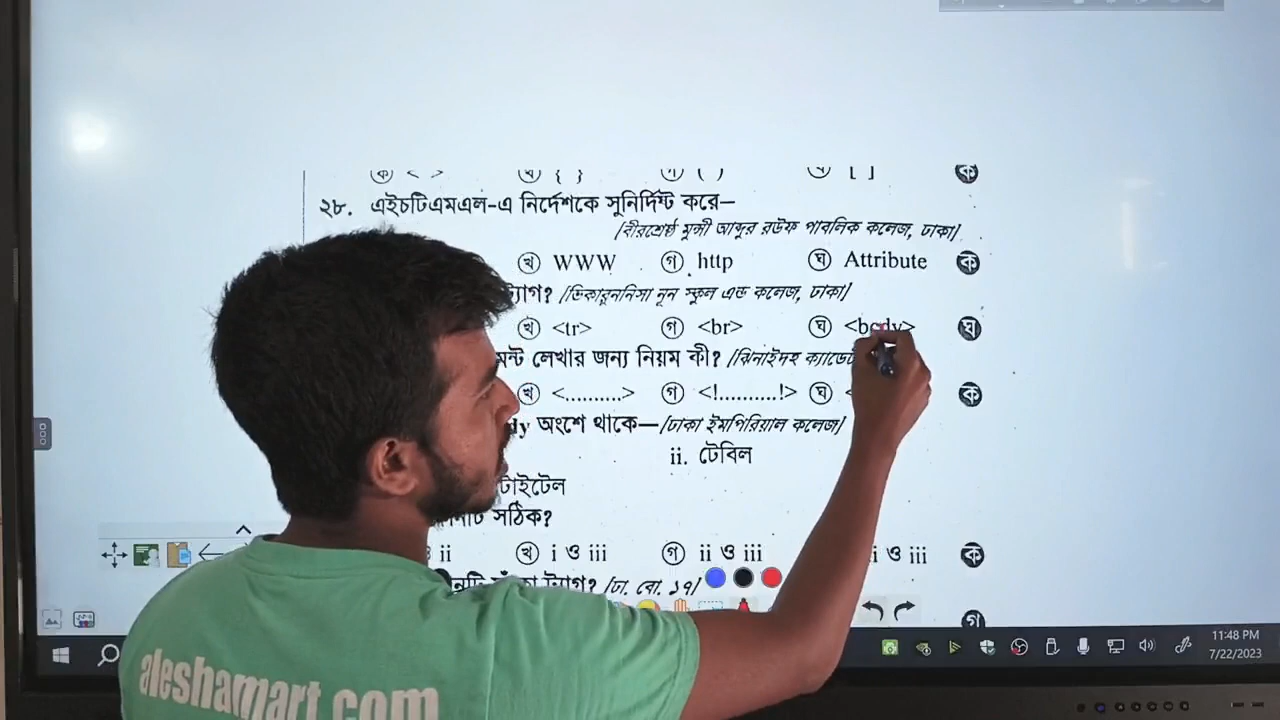 ক < > খ { } গ ( ) ঘ [ ] ক
২৮. এইচটিএমএল-এ নির্দেশকে সুনির্দিষ্ট করে—
[বীরশ্রেষ্ঠ মুন্সী আব্দুর রউফ পাবলিক কলেজ, ঢাকা]
খ WWW গ http ঘ Attribute ক
ট্যাগ? [ভিকারুননিসা নূন স্কুল এন্ড কলেজ, ঢাকা]
খ <tr> গ <br> ঘ <body> ঘ
লেখার জন্য নিয়ম কী? [ঝিনাইদহ ক্যাডেট
খ <..........> গ <!..........!> ঘ < ক
dy অংশে থাকে—[ঢাকা ইমপিরিয়াল কলেজ]
ii. টেবিল
টাইটেল
সঠিক?
ii খ i ও iii গ ii ও iii ii ও iii ক
ফাঁকা ট্যাগ? [ঢা. বো. ১৭]
গ
11:48 PM
7/22/2023
aleshamart.com